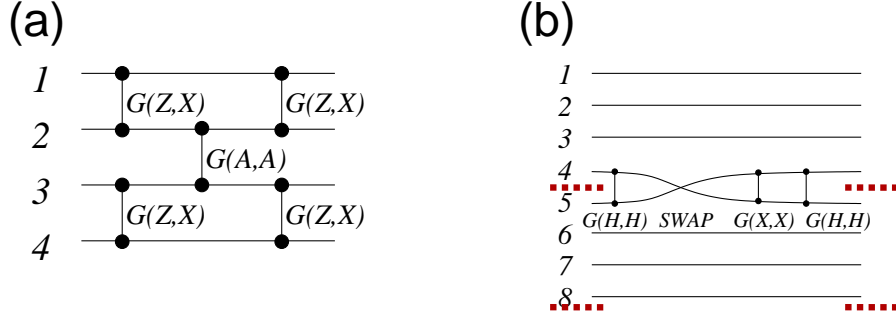 (a)
1
G(Z,X) G(Z,X)
2
G(A,A)
3
G(Z,X) G(Z,X)
4
(b)
1
2
3
4
5
G(H,H) SWAP G(X,X) G(H,H)
6
7
8